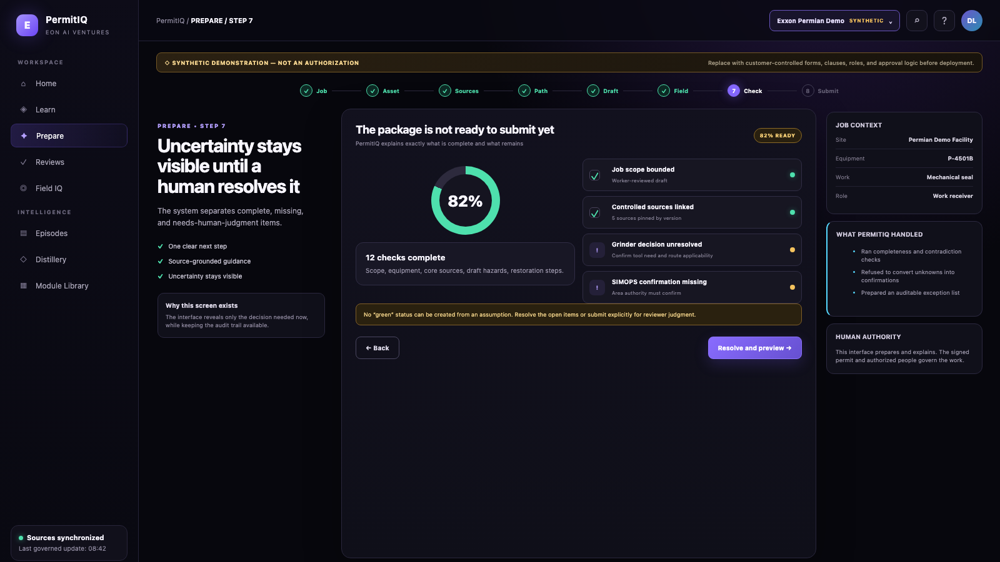 E
PermitIQ
EON AI VENTURES
WORKSPACE
Home
Learn
Prepare
Reviews
Field IQ
INTELLIGENCE
Episodes
Distillery
Module Library
Sources synchronized
Last governed update: 08:42
PermitIQ / PREPARE / STEP 7
Exxon Permian Demo SYNTHETIC
?
DL
SYNTHETIC DEMONSTRATION — NOT AN AUTHORIZATION
Replace with customer-controlled forms, clauses, roles, and approval logic before deployment.
Job
Asset
Sources
Path
Draft
Field
7 Check
8 Submit
PREPARE • STEP 7
Uncertainty stays
visible until a
human resolves it
The system separates complete, missing,
and needs-human-judgment items.
One clear next step
Source-grounded guidance
Uncertainty stays visible
Why this screen exists
The interface reveals only the decision needed now,
while keeping the audit trail available.
The package is not ready to submit yet
PermitIQ explains exactly what is complete and what remains
82% READY
82%
12 checks complete
Scope, equipment, core sources, draft hazards, restoration steps.
Job scope bounded
Worker-reviewed draft
Controlled sources linked
5 sources pinned by version
!
Grinder decision unresolved
Confirm tool need and route applicability
!
SIMOPS confirmation missing
Area authority must confirm
No “green” status can be created from an assumption. Resolve the open items or submit explicitly for reviewer judgment.
← Back
Resolve and preview →
JOB CONTEXT
Site Permian Demo Facility
Equipment P-4501B
Work Mechanical seal
Role Work receiver
WHAT PERMITIQ HANDLED
• Ran completeness and contradiction
checks
• Refused to convert unknowns into
confirmations
• Prepared an auditable exception list
HUMAN AUTHORITY
This interface prepares and explains. The signed
permit and authorized people govern the work.